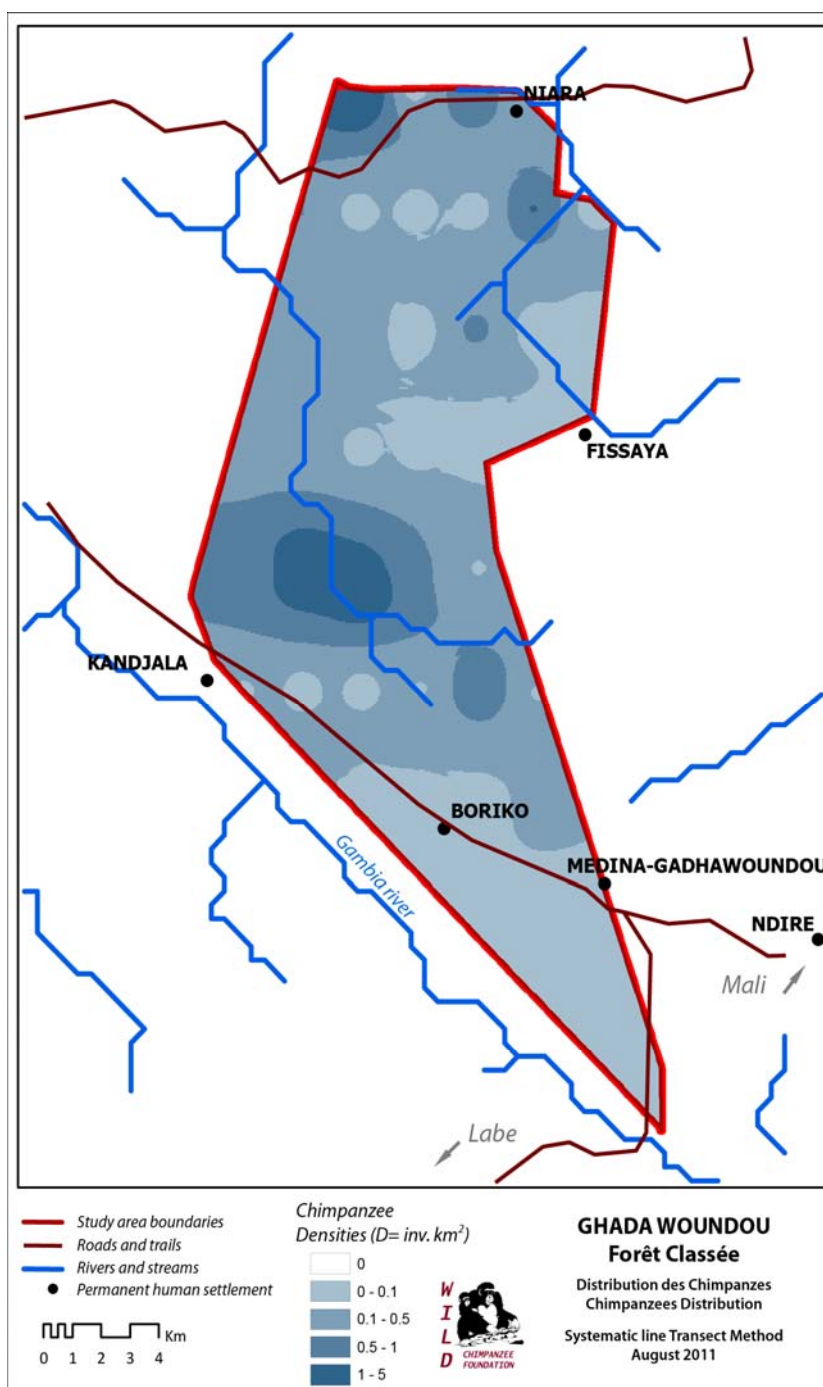 NIARA
FISSAYA
KANDJALA
BORIKO
Gambia river
MEDINA-GADHAWOUNDOU
NDIRE
Mali
Labe
Study area boundaries
Roads and trails
Rivers and streams
Permanent human settlement
Km
0 1 2 3 4
Chimpanzee
Densities (D= inv. km²)
0
0 - 0.1
0.1 - 0.5
0.5 - 1
1 - 5
WILD
CHIMPANZEE
FOUNDATION
GHADA WOUNDOU
Forêt Classée
Distribution des Chimpanzes
Chimpanzees Distribution
Systematic line Transect Method
August 2011